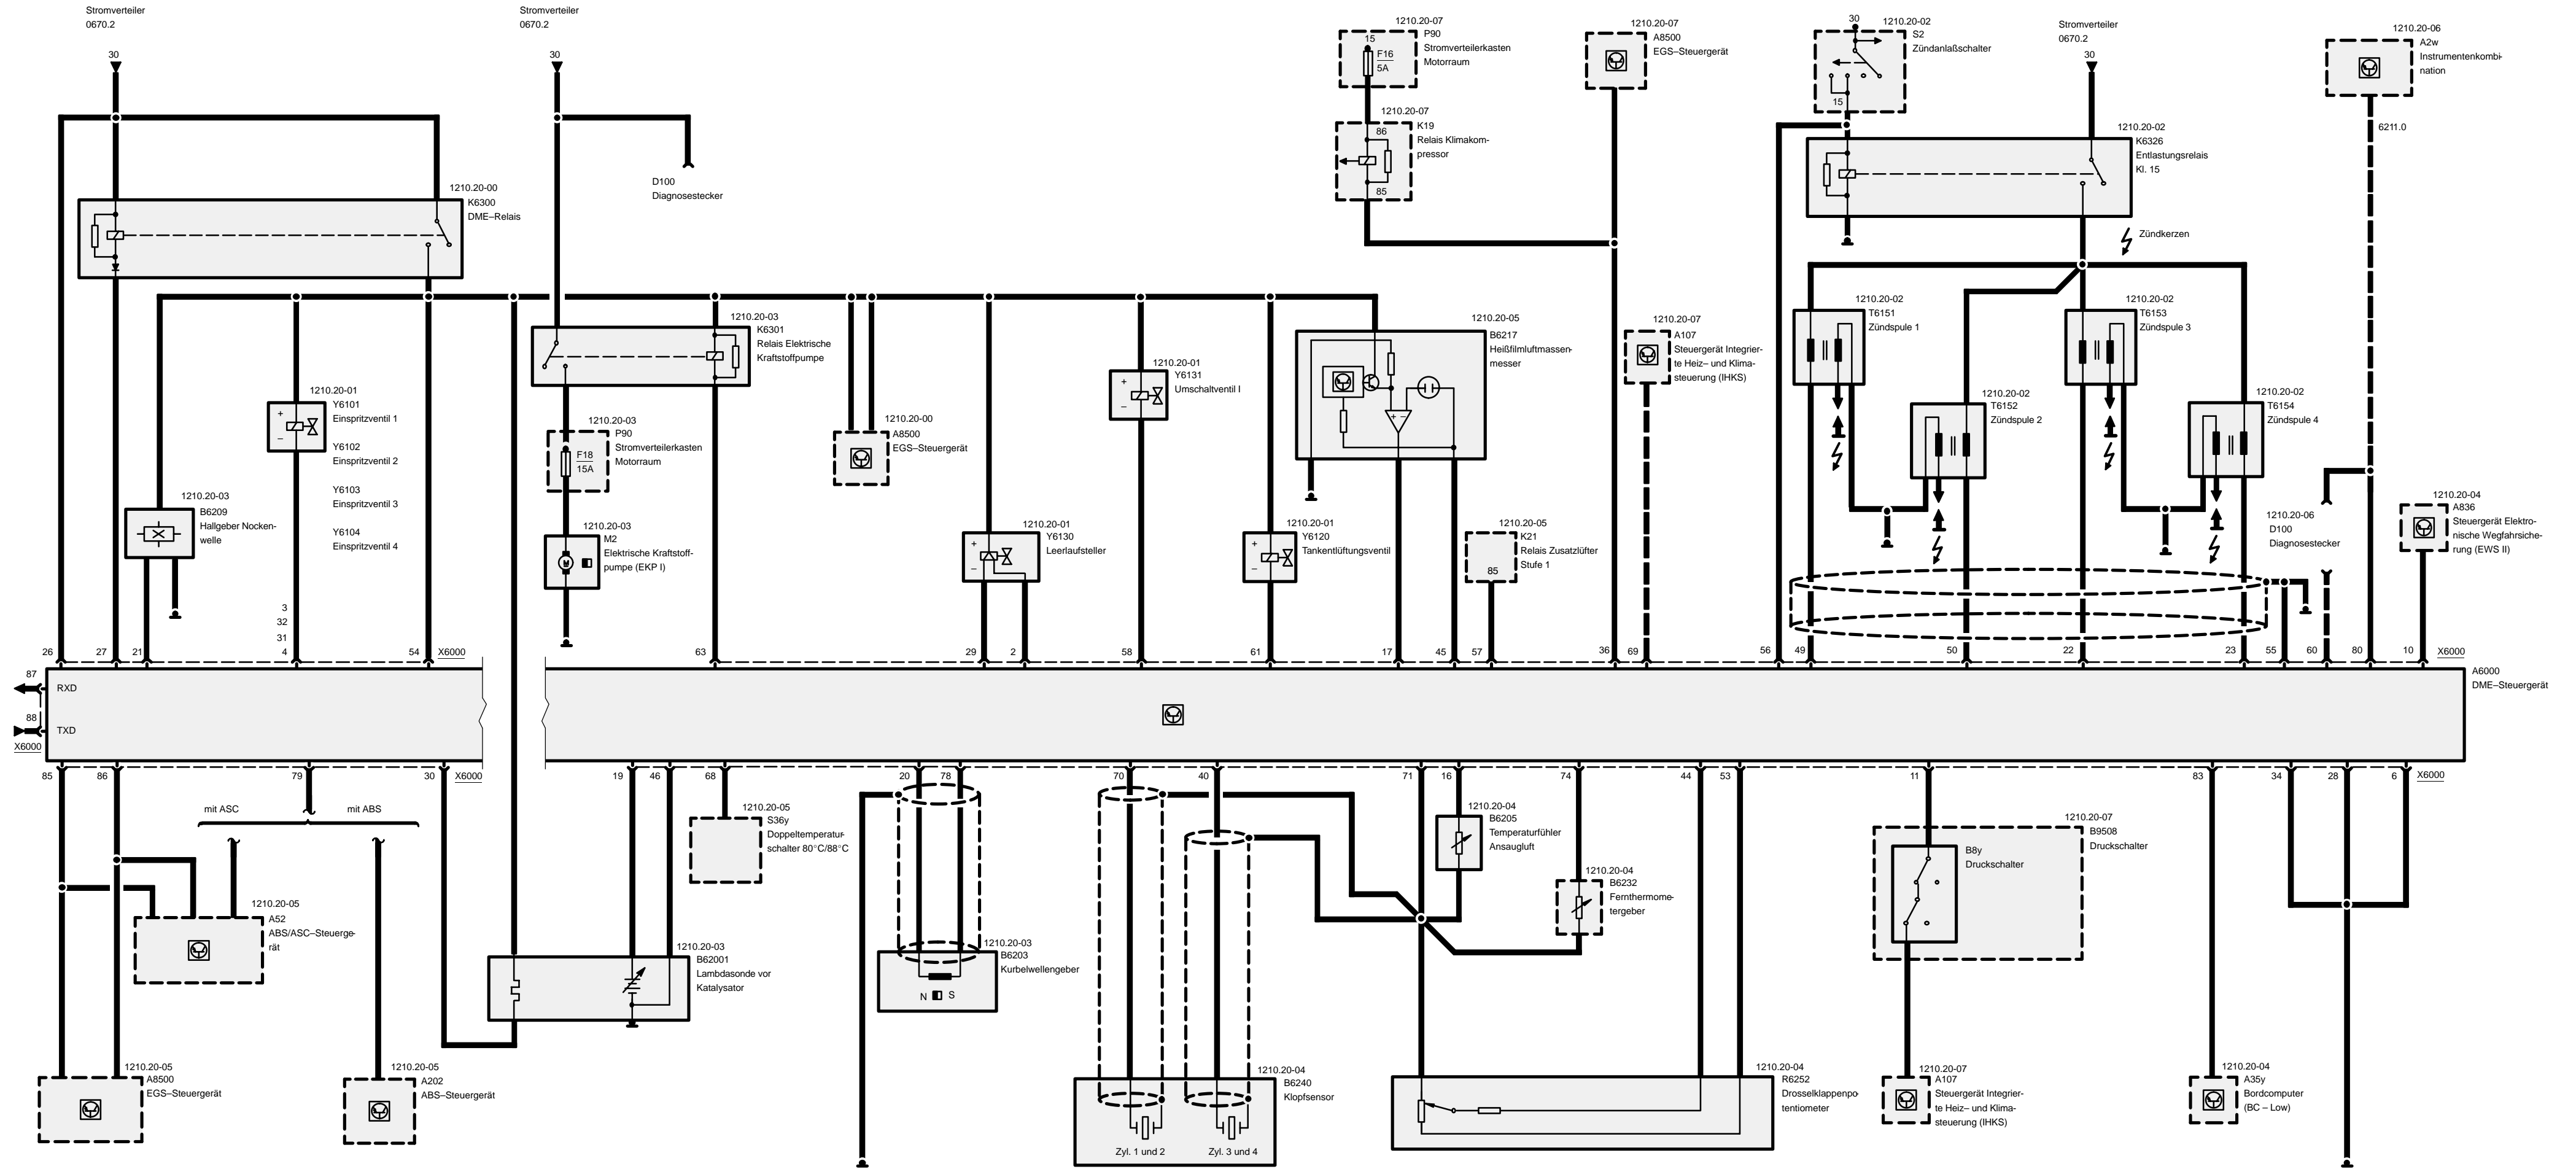 Stromverteiler
0670.2
30
Stromverteiler
0670.2
30
D100
Diagnosestecker
1210.20-07
P90
Stromverteilerkasten
Motorraum
15
F16
5A
1210.20-07
K19
Relais Klimakom-
pressor
86
85
1210.20-07
A8500
EGS–Steuergerät
30
1210.20-02
S2
Zündanlaßschalter
15
Stromverteiler
0670.2
30
1210.20-02
K6326
Entlastungsrelais
Kl. 15
Zündkerzen
1210.20-06
A2w
Instrumentenkombi-
nation
6211.0
1210.20-00
K6300
DME–Relais
1210.20-03
K6301
Relais Elektrische
Kraftstoffpumpe
1210.20-01
Y6101
Einspritzventil 1
Y6102
Einspritzventil 2
Y6103
Einspritzventil 3
Y6104
Einspritzventil 4
+
–
1210.20-03
B6209
Hallgeber Nocken-
welle
1210.20-03
P90
Stromverteilerkasten
Motorraum
F18
15A
1210.20-03
M2
Elektrische Kraftstoff-
pumpe (EKP I)
M
1210.20-00
A8500
EGS–Steuergerät
1210.20-01
Y6130
Leerlaufsteller
+
–
1210.20-01
Y6131
Umschaltventil I
+
–
1210.20-01
Y6120
Tankentlüftungsventil
+
–
1210.20-05
B6217
Heißfilmluftmassen-
messer
+ –
1210.20-05
K21
Relais Zusatzlüfter
Stufe 1
85
1210.20-07
A107
Steuergerät Integrier-
te Heiz– und Klima-
steuerung (IHKS)
1210.20-02
T6151
Zündspule 1
1210.20-02
T6152
Zündspule 2
1210.20-02
T6153
Zündspule 3
1210.20-02
T6154
Zündspule 4
1210.20-06
D100
Diagnosestecker
1210.20-04
A836
Steuergerät Elektro-
nische Wegfahrsiche-
rung (EWS II)
3
32
31
26 27 21 4 54 X6000 63 29 2 58 61 17 45 57 36 69 56 49 50 22 23 55 60 80 10 X6000
87
RXD
88
TXD
X6000
A6000
DME–Steuergerät
85 86 79 30 X6000 19 46 68 20 78 70 40 71 16 74 44 53 11 83 34 28 6 X6000
mit ASC mit ABS
1210.20-05
A52
ABS/ASC–Steuerge-
rät
1210.20-05
A8500
EGS–Steuergerät
1210.20-05
A202
ABS–Steuergerät
1210.20-03
B62001
Lambdasonde vor
Katalysator
1210.20-05
S36y
Doppeltemperatur-
schalter 80°C/88°C
1210.20-03
B6203
Kurbelwellengeber
N S
1210.20-04
B6240
Klopfsensor
Zyl. 1 und 2 Zyl. 3 und 4
1210.20-04
B6205
Temperaturfühler
Ansaugluft
1210.20-04
B6232
Fernthermome-
tergeber
1210.20-04
R6252
Drosselklappenpo-
tentiometer
1210.20-07
B9508
Druckschalter
B8y
Druckschalter
1210.20-07
A107
Steuergerät Integrier-
te Heiz– und Klima-
steuerung (IHKS)
1210.20-04
A35y
Bordcomputer
(BC – Low)